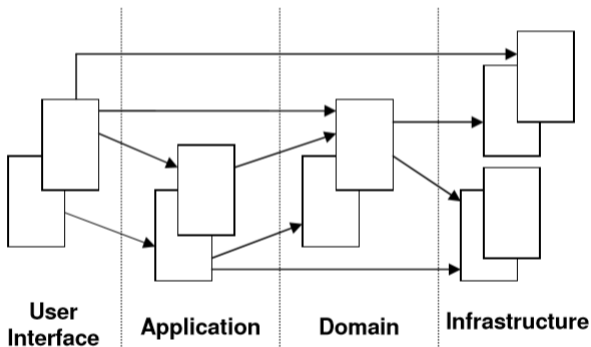 User
Interface
Application
Domain
Infrastructure